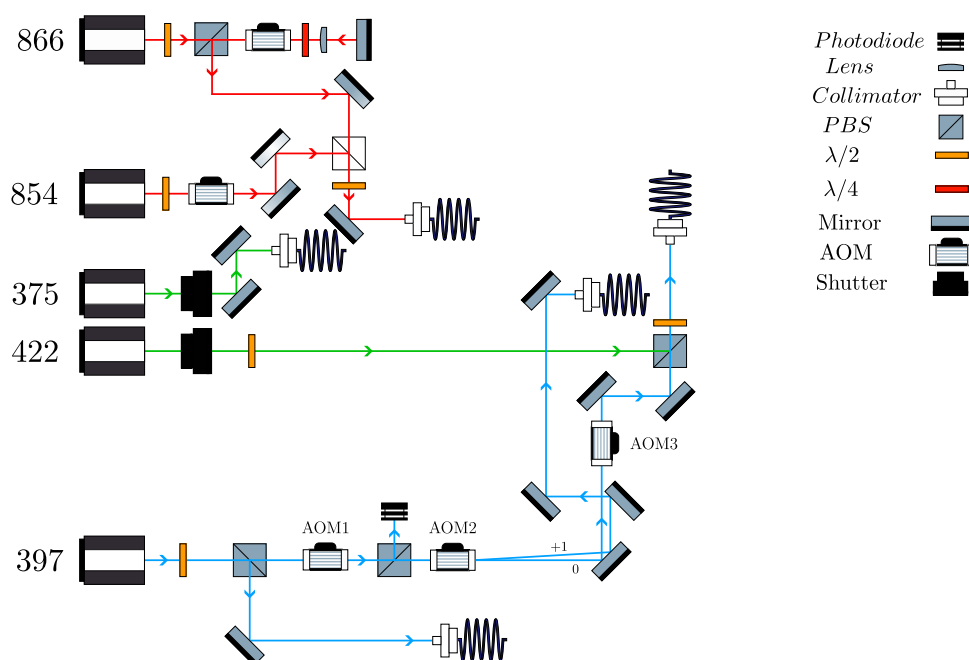 866
854
375
422
397
AOM1
AOM2
+1
0
AOM3
Photodiode
Lens
Collimator
PBS
λ/2
λ/4
Mirror
AOM
Shutter